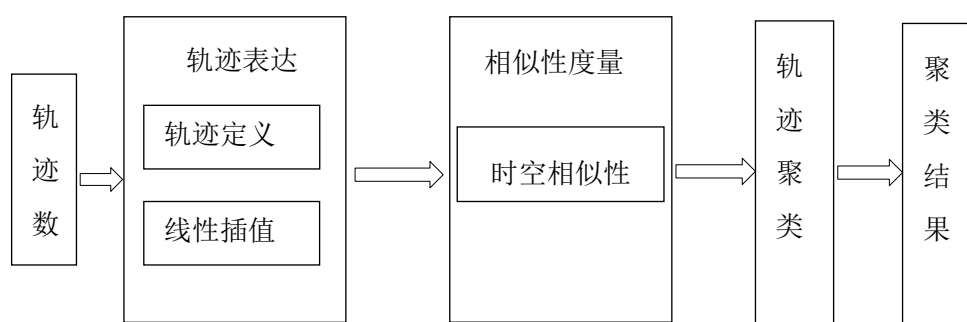 轨迹数
轨迹表达
轨迹定义
线性插值
相似性度量
时空相似性
轨迹聚类
聚类结果